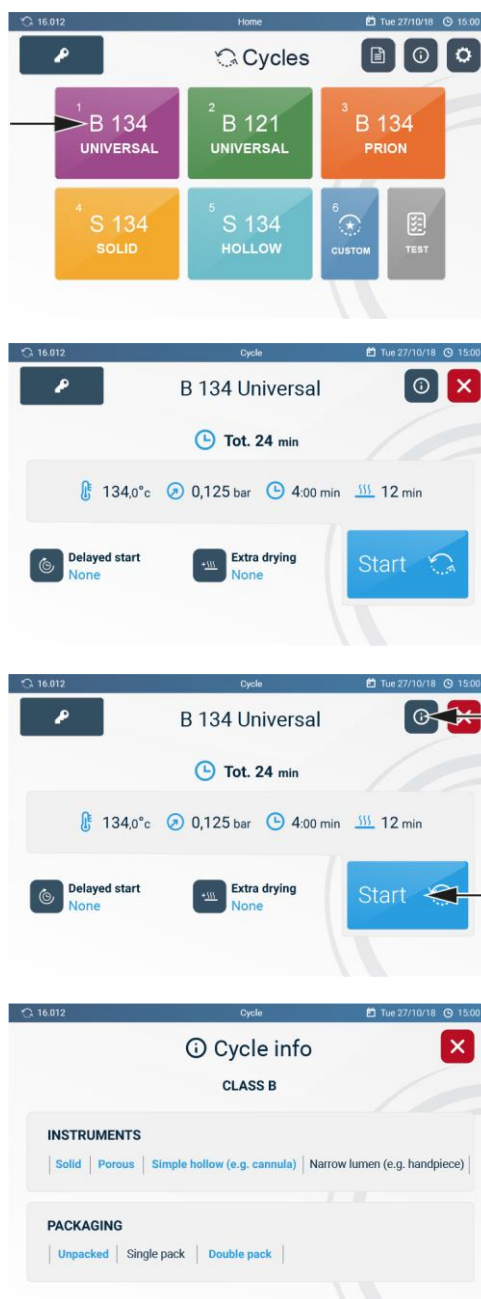 16.012 Home Tue 27/10/18 15:00
Cycles
1 2 3
B 134 B 121 B 134
UNIVERSAL UNIVERSAL PRION
4 5 6
S 134 S 134
SOLID HOLLOW CUSTOM TEST
16.012 Cycle Tue 27/10/18 15:00
B 134 Universal
Tot. 24 min
134,0°c 0,125 bar 4:00 min 12 min
Delayed start Extra drying
None None
Start
16.012 Cycle Tue 27/10/18 15:00
B 134 Universal
Tot. 24 min
134,0°c 0,125 bar 4:00 min 12 min
Delayed start Extra drying
None None
Start
16.012 Cycle Tue 27/10/18 15:00
Cycle info
CLASS B
INSTRUMENTS
Solid Porous Simple hollow (e.g. cannula) Narrow lumen (e.g. handpiece)
PACKAGING
Unpacked Single pack Double pack